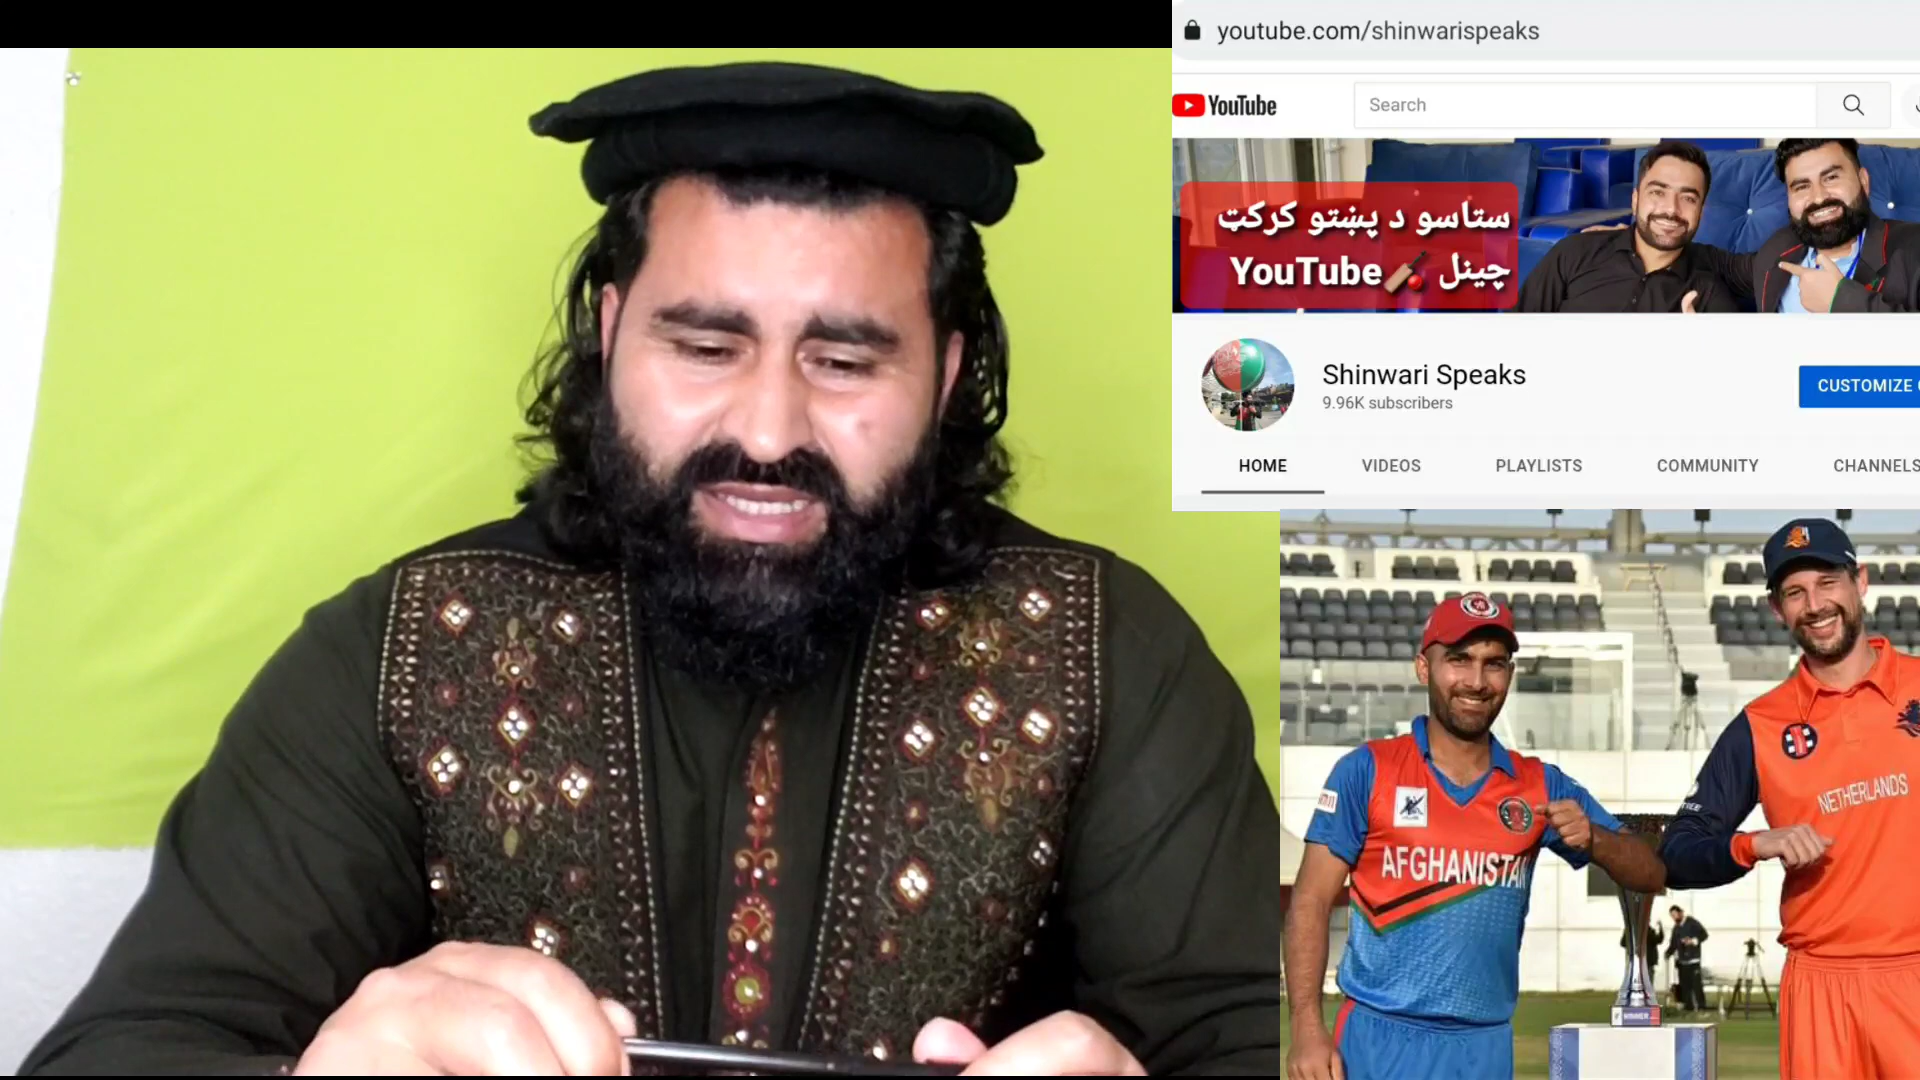 youtube.com/shinwarispeaks
YouTube
Search
ستاسو د پښتو کرکټ
چینل YouTube
Shinwari Speaks
9.96K subscribers
CUSTOMIZE
HOME
VIDEOS
PLAYLISTS
COMMUNITY
CHANNELS
NETHERLANDS
AFGHANISTAN
WINNER